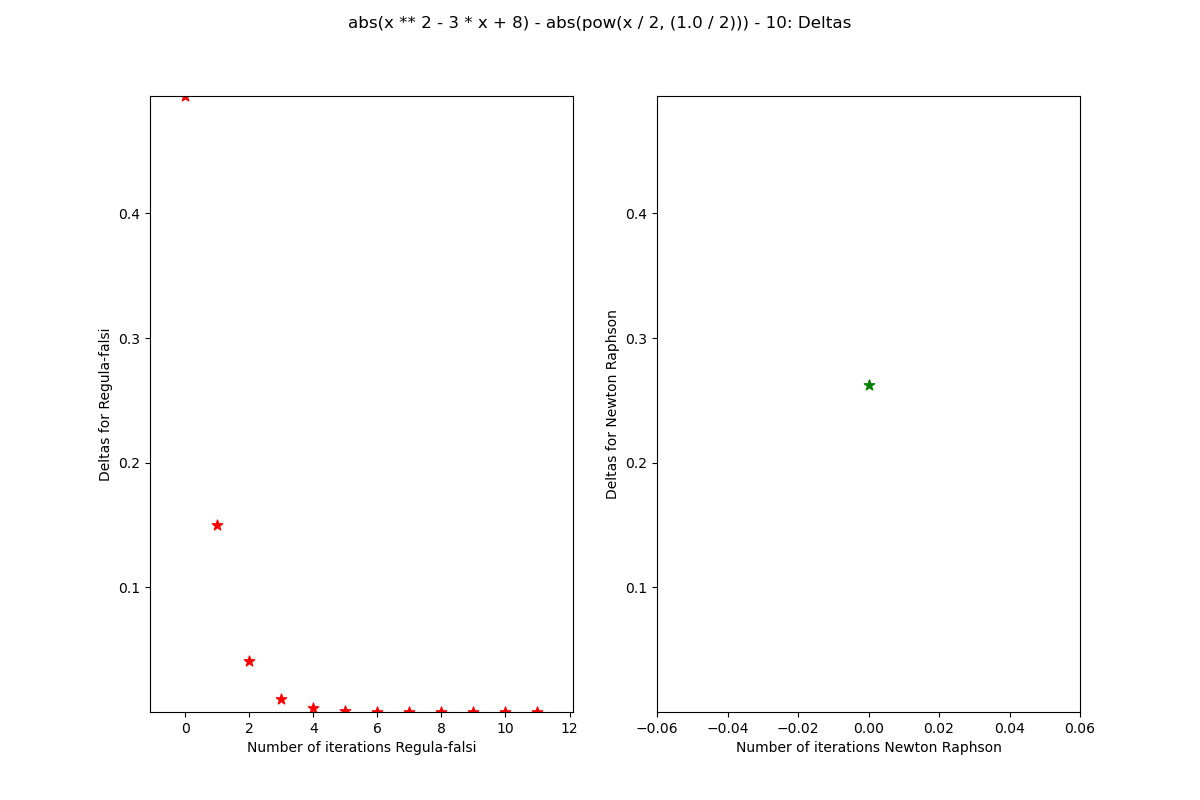 abs(x ** 2 - 3 * x + 8) - abs(pow(x / 2, (1.0 / 2))) - 10: Deltas
Deltas for Regula-falsi
0.4
0.3
0.2
0.1
0 2 4 6 8 10 12
Number of iterations Regula-falsi
Deltas for Newton Raphson
0.4
0.3
0.2
0.1
−0.06 −0.04 −0.02 0.00 0.02 0.04 0.06
Number of iterations Newton Raphson